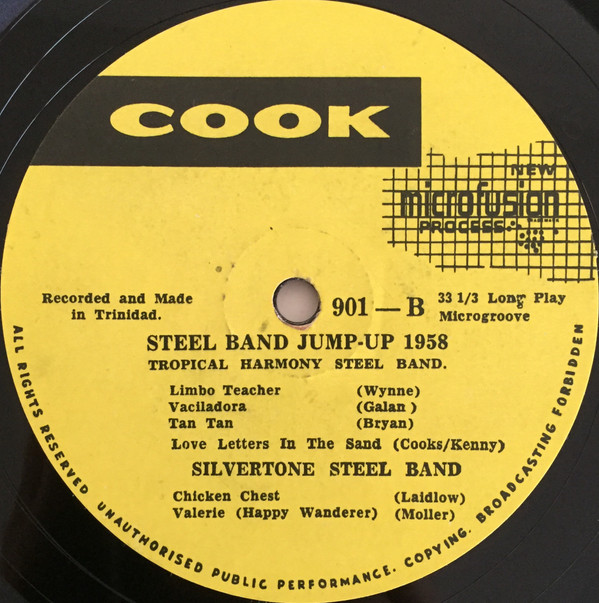 COOK
NEW
microfusion
PROCESS
Recorded and Made
in Trinidad.
901 — B
33 1/3 Long Play
Microgroove
STEEL BAND JUMP-UP 1958
TROPICAL HARMONY STEEL BAND.
Limbo Teacher (Wynne)
Vaciladora (Galan )
Tan Tan (Bryan)
Love Letters In The Sand (Cooks/Kenny)
SILVERTONE STEEL BAND
Chicken Chest (Laidlow)
Valerie (Happy Wanderer) (Moller)
ALL RIGHTS RESERVED UNAUTHORISED PUBLIC PERFORMANCE. COPYING. BROADCASTING FORBIDDEN